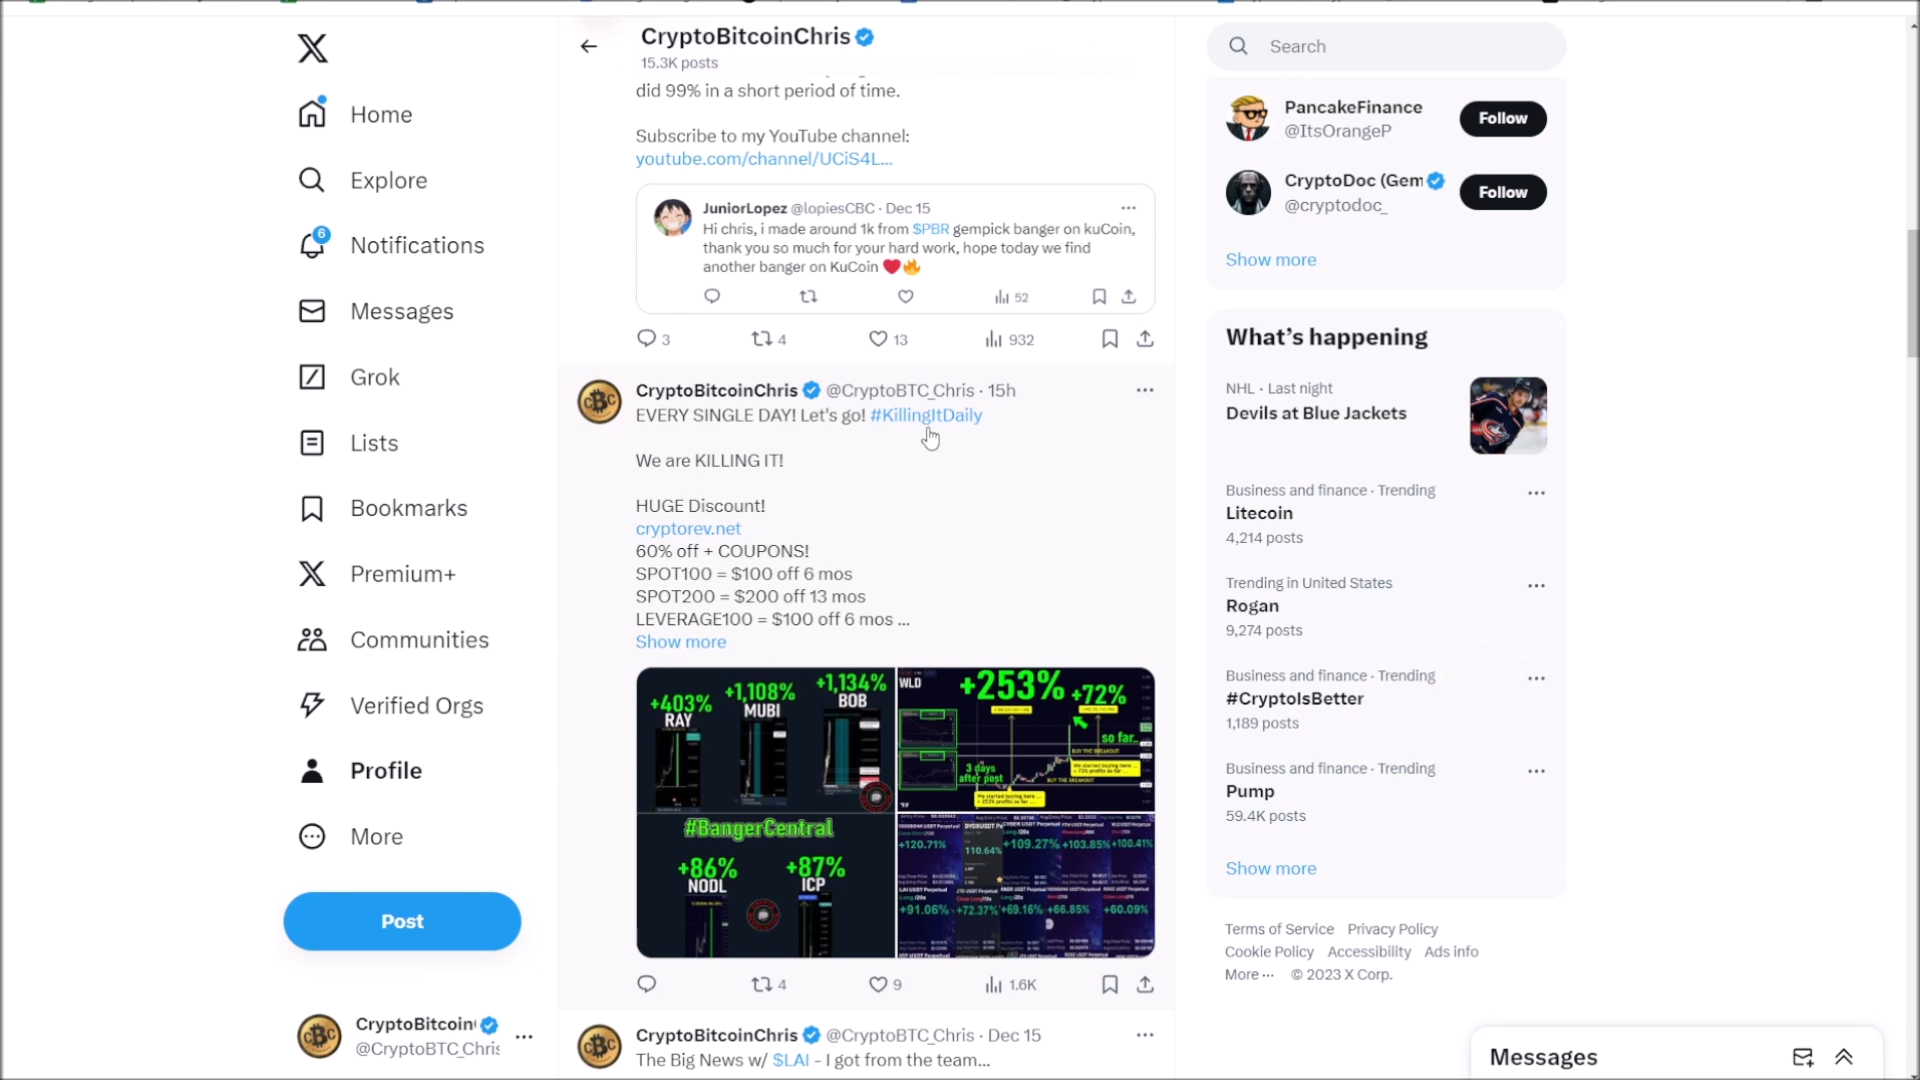 Home
Explore
6
Notifications
Messages
Grok
Lists
Bookmarks
Premium+
Communities
Verified Orgs
Profile
More
Post
CryptoBitcoin
@CryptoBTC_Chris
CryptoBitcoinChris
15.3K posts
did 99% in a short period of time.
Subscribe to my YouTube channel:
youtube.com/channel/UCiS4L...
JuniorLopez @lopiesCBC · Dec 15
Hi chris, i made around 1k from $PBR gempick banger on kuCoin,
thank you so much for your hard work, hope today we find
another banger on KuCoin ❤️🔥
52
3 4 13 932
CryptoBitcoinChris @CryptoBTC_Chris · 15h
EVERY SINGLE DAY! Let's go! #KillingItDaily
We are KILLING IT!
HUGE Discount!
cryptorev.net
60% off + COUPONS!
SPOT100 = $100 off 6 mos
SPOT200 = $200 off 13 mos
LEVERAGE100 = $100 off 6 mos ...
Show more
+403%
RAY
+1,108%
MUBI
+1,134%
BOB
WLD
+253%
+72%
so far..
BUY THE BREAKOUT
3 days
after post
BUY THE BREAKOUT
#BangerCentral
+86%
NODL
+87%
ICP
+120.71% 110.64% +109.27% +103.85% +100.41%
+91.06% +72.37% +69.16% +66.85% +60.09%
4 9 1.6K
CryptoBitcoinChris @CryptoBTC_Chris · Dec 15
The Big News w/ $LAI - I got from the team...
Search
PancakeFinance
@ItsOrangeP
Follow
CryptoDoc (Gem
@cryptodoc_
Follow
Show more
What's happening
NHL · Last night
Devils at Blue Jackets
Business and finance · Trending
Litecoin
4,214 posts
Trending in United States
Rogan
9,274 posts
Business and finance · Trending
#CryptoIsBetter
1,189 posts
Business and finance · Trending
Pump
59.4K posts
Show more
Terms of Service Privacy Policy
Cookie Policy Accessibility Ads info
More ··· © 2023 X Corp.
Messages